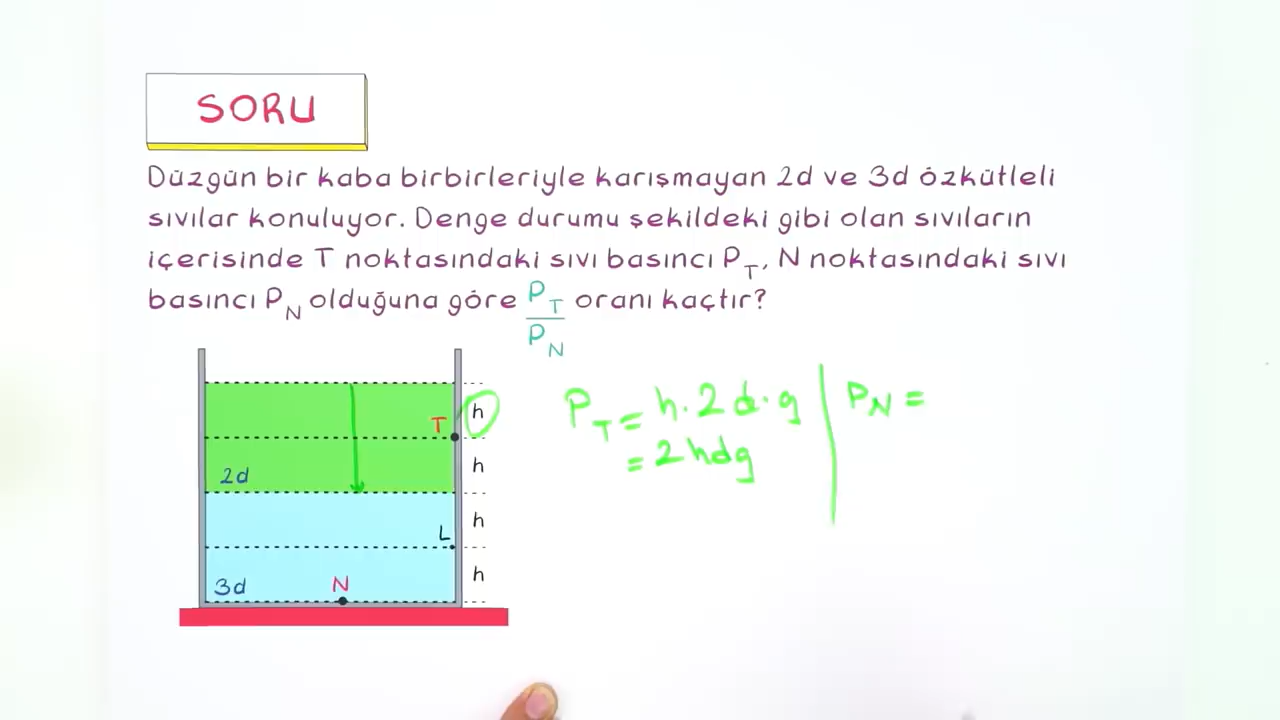 SORU
Düzgün bir kaba birbirleriyle karışmayan 2d ve 3d özkütleli
sıvılar konuluyor. Denge durumu şekildeki gibi olan sıvıların
içerisinde T noktasındaki sıvı basıncı P_T, N noktasındaki sıvı
basıncı P_N olduğuna göre P_T/P_N oranı kaçtır?
T
h
h
2d
h
L
h
3d
N
P_T = h.2d.g
= 2hdg
P_N =